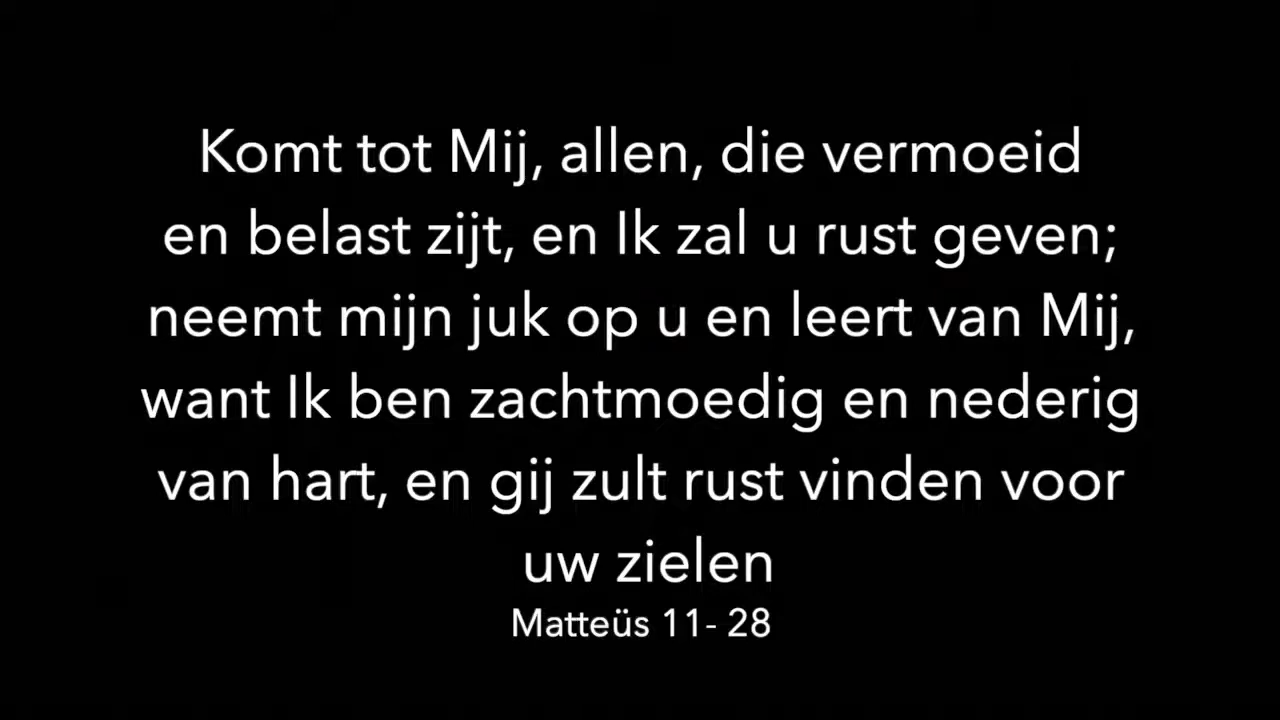 Komt tot Mij, allen, die vermoeid
en belast zijt, en Ik zal u rust geven;
neemt mijn juk op u en leert van Mij,
want Ik ben zachtmoedig en nederig
van hart, en gij zult rust vinden voor
uw zielen
Matteüs 11- 28